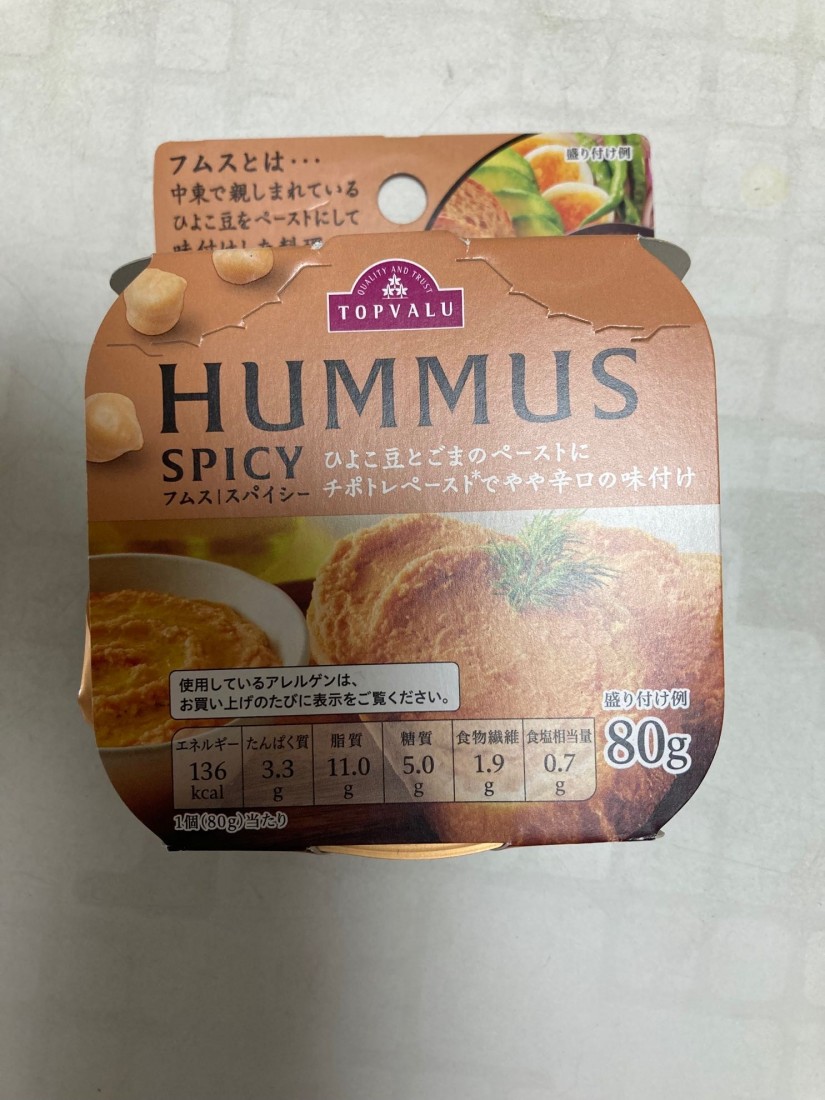 フムスとは・・・
中東で親しまれている
ひよこ豆をペーストにして
味付けした料理
盛り付け例
QUALITY AND TRUST
TOPVALU
HUMMUS
SPICY
フムス|スパイシー
ひよこ豆とごまのペーストに
チポトレペースト*でやや辛口の味付け
使用しているアレルゲンは、
お買い上げのたびに表示をご覧ください。
盛り付け例
80g
エネルギー たんぱく質 脂質 糖質 食物繊維 食塩相当量
136 3.3 11.0 5.0 1.9 0.7
kcal g g g g g
1個(80g)当たり